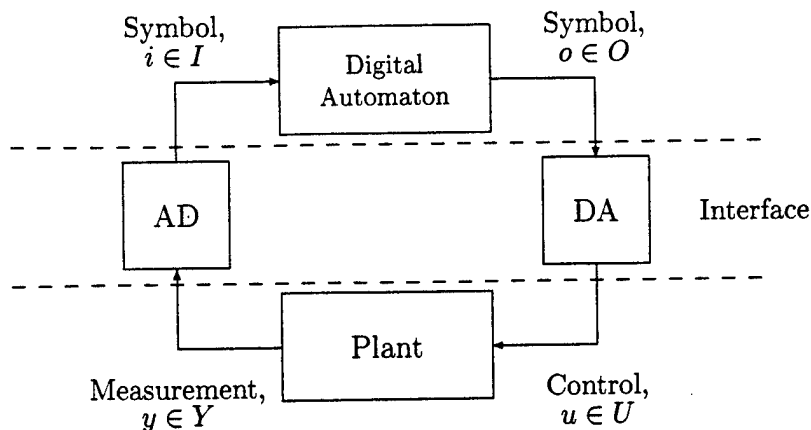 Symbol,
i ∈ I
Digital
Automaton
Symbol,
o ∈ O
AD
DA
Interface
Plant
Measurement,
y ∈ Y
Control,
u ∈ U